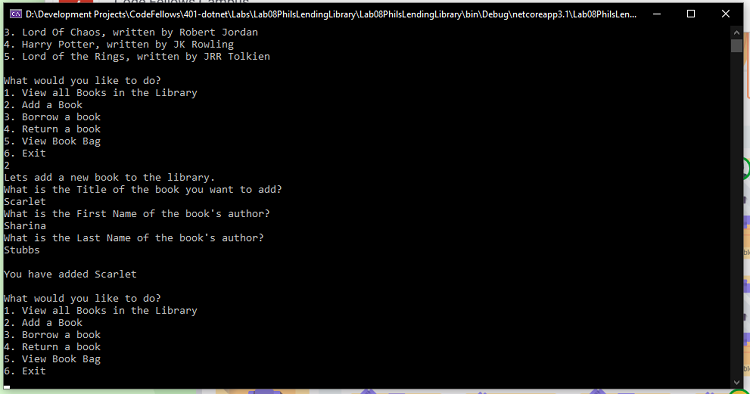 Code Fellows Campus
D:\Development Projects\CodeFellows\401-dotnet\Labs\Lab08PhilsLendingLibrary\Lab08PhilsLendingLibrary\bin\Debug\netcoreapp3.1\Lab08PhilsLen...
3. Lord Of Chaos, written by Robert Jordan
4. Harry Potter, written by JK Rowling
5. Lord of the Rings, written by JRR Tolkien
What would you like to do?
1. View all Books in the Library
2. Add a Book
3. Borrow a book
4. Return a book
5. View Book Bag
6. Exit
2
Lets add a new book to the library.
What is the Title of the book you want to add?
Scarlet
What is the First Name of the book's author?
Sharina
What is the Last Name of the book's author?
Stubbs
You have added Scarlet
What would you like to do?
1. View all Books in the Library
2. Add a Book
3. Borrow a book
4. Return a book
5. View Book Bag
6. Exit